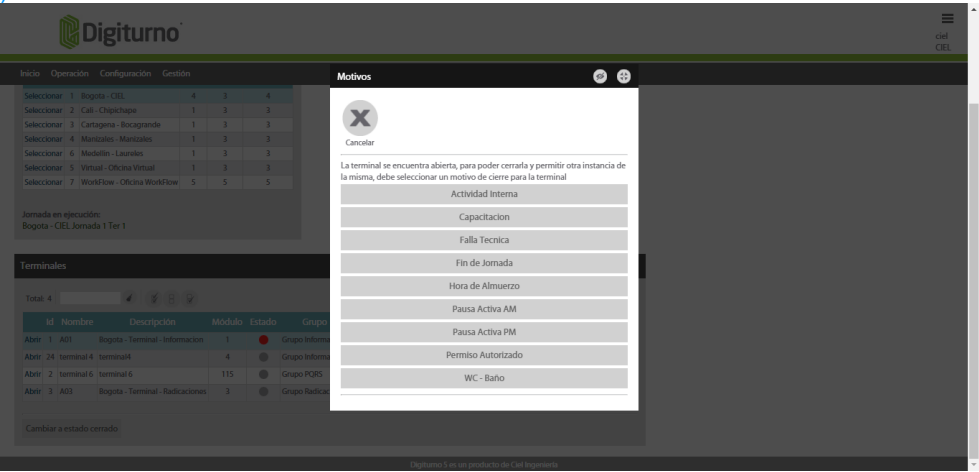 Digiturno
ciel
CIEL
Inicio Operación Configuración Gestión
Seleccionar 1 Bogota - CIEL 4 3 4
Seleccionar 2 Cali - Chipichape 1 3 3
Seleccionar 3 Cartagena - Bocagrande 1 3 3
Seleccionar 4 Manizales - Manizales 1 3 3
Seleccionar 6 Medellin - Laureles 1 3 3
Seleccionar 5 Virtual - Oficina Virtual 1 3 3
Seleccionar 7 WorkFlow - Oficina WorkFlow 5 5 5
Jornada en ejecución:
Bogota - CIEL Jornada 1 Ter 1
Terminales
Total: 4
Id Nombre Descripción Módulo Estado Grupo
Abrir 1 A01 Bogota - Terminal - Informacion 1 Grupo Informa
Abrir 24 terminal 4 terminal4 4 Grupo Informa
Abrir 2 terminal 6 terminal 6 115 Grupo PQRS
Abrir 3 A03 Bogota - Terminal - Radicaciones 3 Grupo Radicac
Cambiar a estado cerrado
Motivos
X
Cancelar
La terminal se encuentra abierta, para poder cerrarla y permitir otra instancia de
la misma, debe seleccionar un motivo de cierre para la terminal
Actividad Interna
Capacitacion
Falla Tecnica
Fin de Jornada
Hora de Almuerzo
Pausa Activa AM
Pausa Activa PM
Permiso Autorizado
WC - Baño
Digiturno 5 es un producto de Ciel Ingeniería